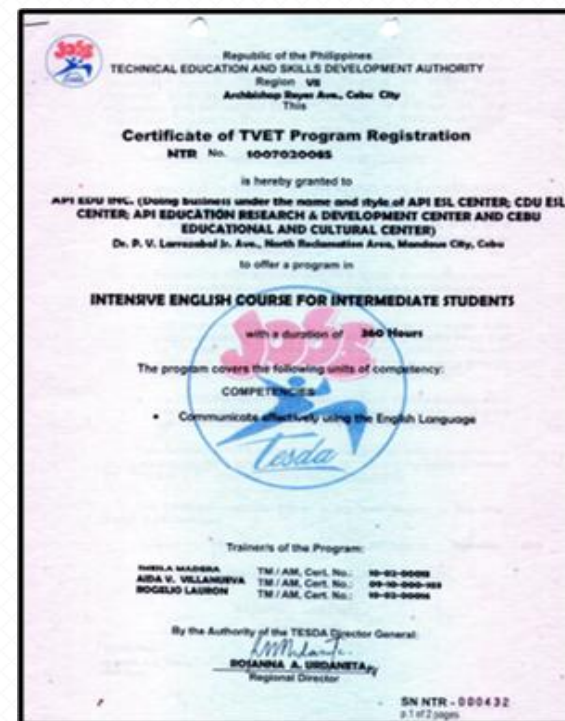 JOSE
Tesda
Republic of the Philippines
TECHNICAL EDUCATION AND SKILLS DEVELOPMENT AUTHORITY
Region VII
Archbishop Reyes Ave., Cebu City
This
Certificate of TVET Program Registration
NTR No. 1007020085
is hereby granted to
API EDU INC. (Doing business under the name and style of API ESL CENTER; CDU ESL
CENTER; API EDUCATION RESEARCH & DEVELOPMENT CENTER AND CEBU
EDUCATIONAL AND CULTURAL CENTER)
Dr. P. V. Larrazabal Jr. Ave., North Reclamation Area, Mandaue City, Cebu
to offer a program in
INTENSIVE ENGLISH COURSE FOR INTERMEDIATE STUDENTS
with a duration of 360 Hours
JOSE
The program covers the following units of competency:
COMPETENCIES
• Communicate effectively using the English Language
Tesda
Trainer/s of the Program:
SHEILA MADERA TM / AM, Cert. No.:
AIDA V. VILLANUEVA TM / AM, Cert. No.:
ROGELIO LAURON TM / AM, Cert. No.:
By the Authority of the TESDA Director General:
ROSANNA A. URDANETA
Regional Director
SN NTR - 000432
p.1 of 2 pages